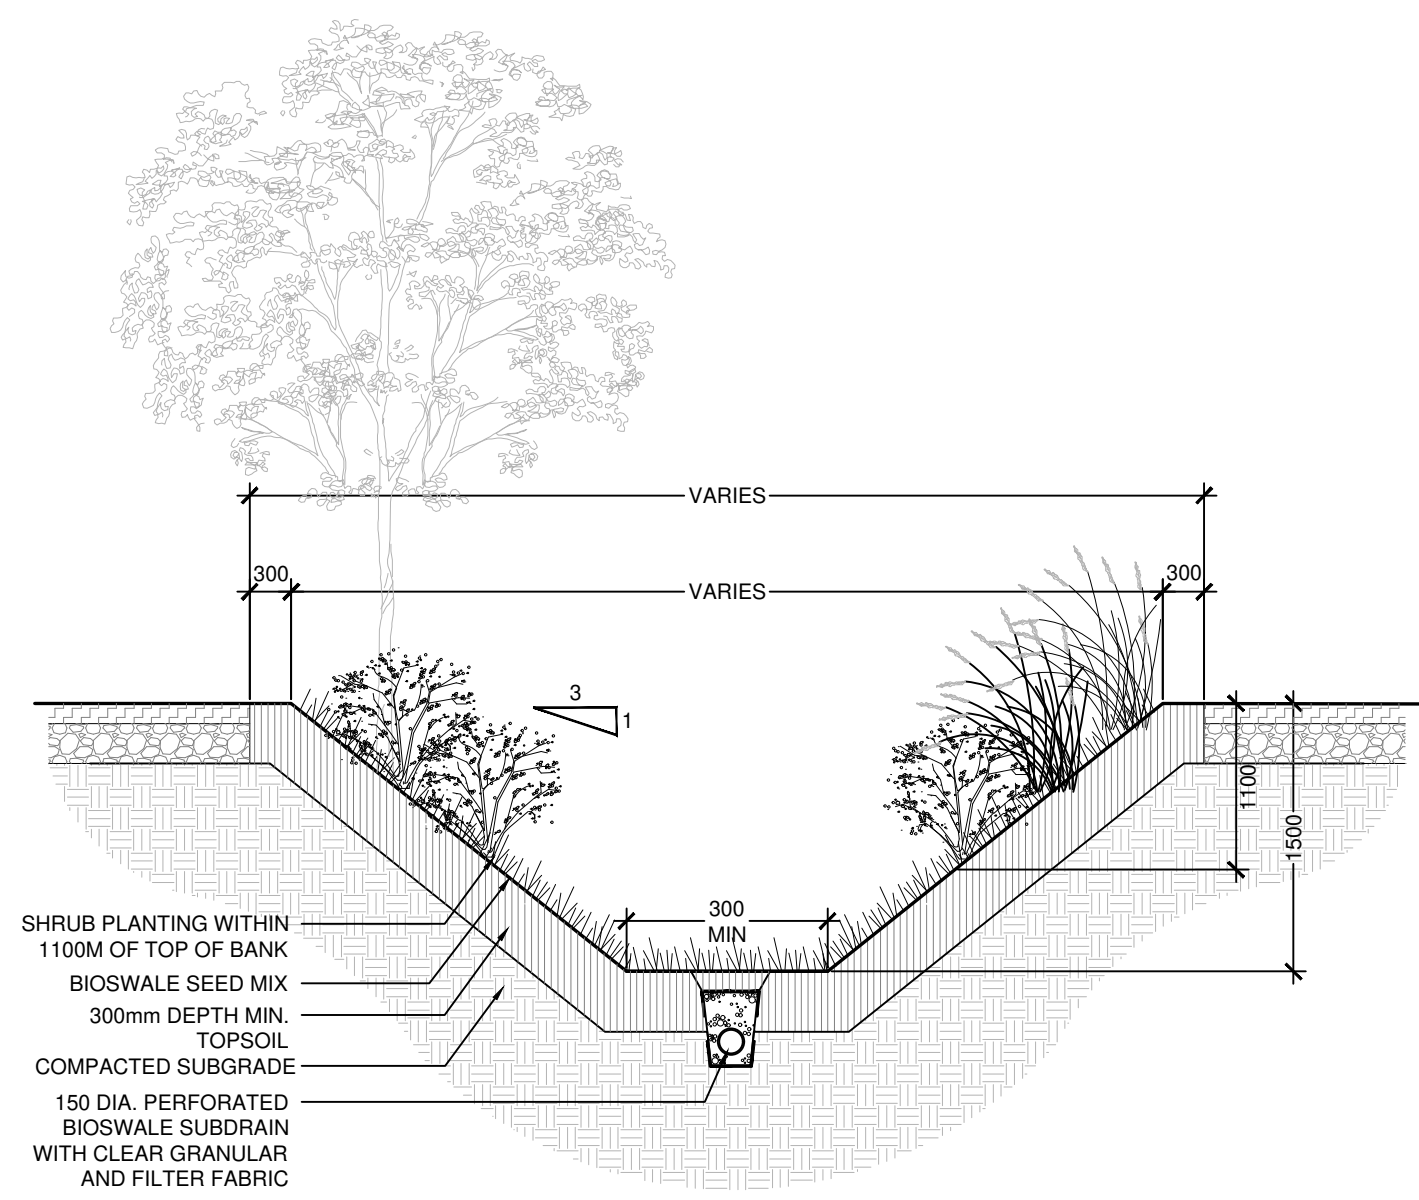 VARIES
300
VARIES
300
3
1
1100
1500
300
MIN
SHRUB PLANTING WITHIN
1100M OF TOP OF BANK
BIOSWALE SEED MIX
300mm DEPTH MIN.
TOPSOIL
COMPACTED SUBGRADE
150 DIA. PERFORATED
BIOSWALE SUBDRAIN
WITH CLEAR GRANULAR
AND FILTER FABRIC